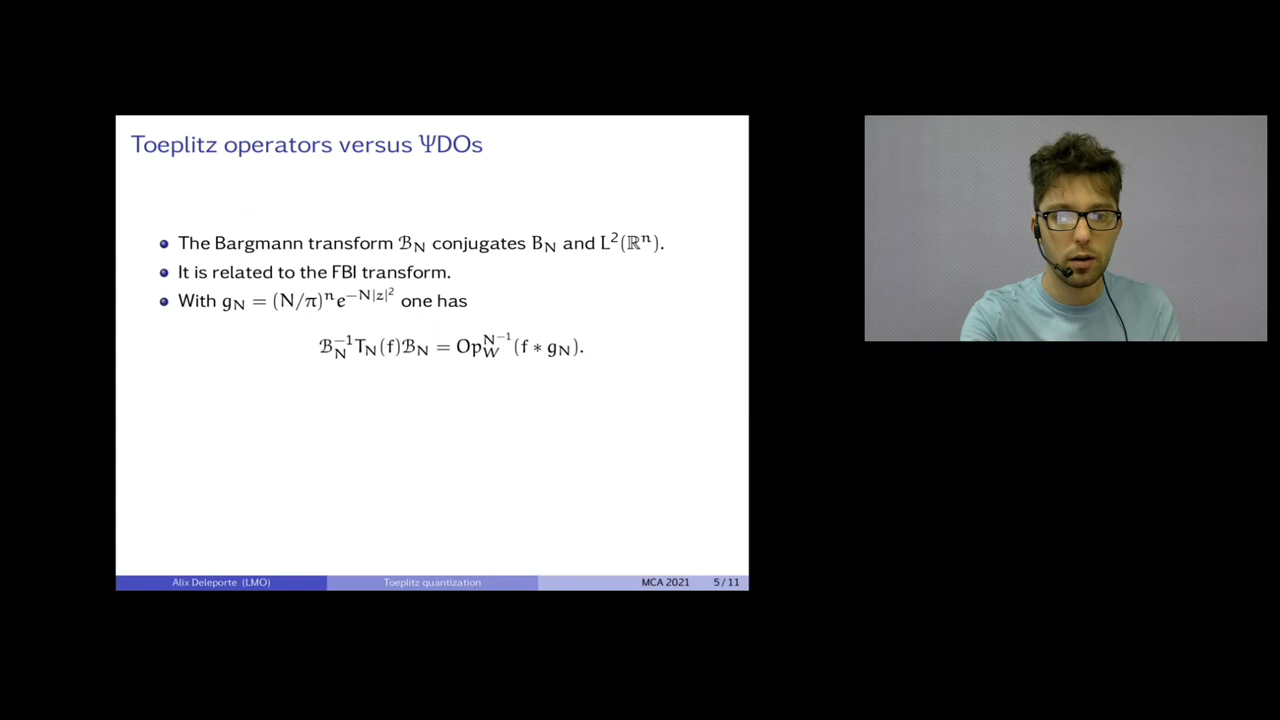 Toeplitz operators versus ΨDOs
The Bargmann transform ℬ_N conjugates B_N and L²(ℝⁿ).
It is related to the FBI transform.
With g_N = (N/π)ⁿe^{−N|z|²} one has
ℬ_N^{−1}T_N(f)ℬ_N = Op_W^{N^{−1}}(f ∗ g_N).
Alix Deleporte (LMO) Toeplitz quantization MCA 2021 5 / 11